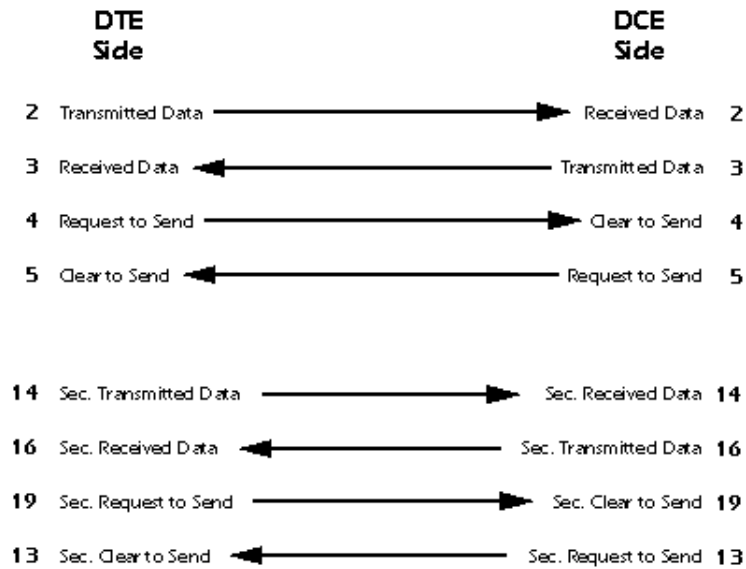 DTE DCE
Side Side
2 Transmitted Data Received Data 2
3 Received Data Transmitted Data 3
4 Request to Send Clear to Send 4
5 Clear to Send Request to Send 5
14 Sec. Transmitted Data Sec. Received Data 14
16 Sec. Received Data Sec. Transmitted Data 16
19 Sec. Request to Send Sec. Clear to Send 19
13 Sec. Clear to Send Sec. Request to Send 13